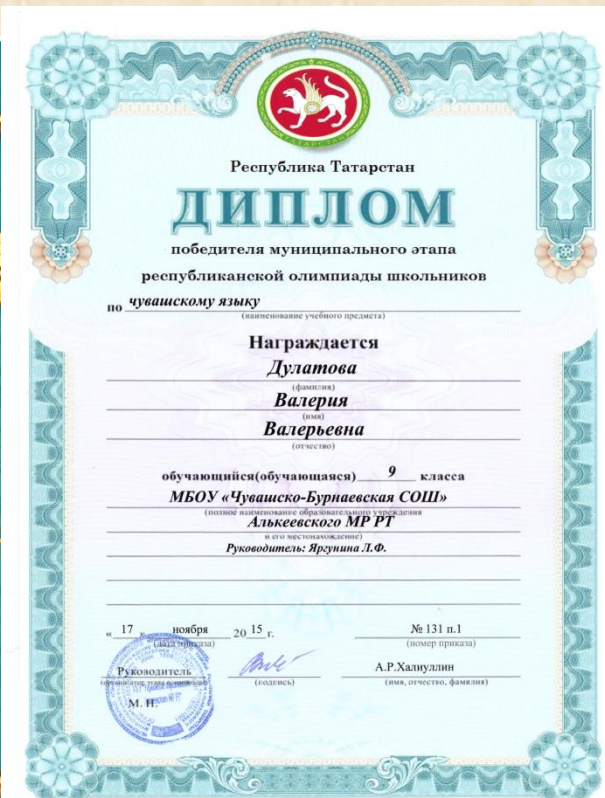 Республика Татарстан
ДИПЛОМ
победителя муниципального этапа
республиканской олимпиады школьников
по чувашскому языку
(наименование учебного предмета)
Награждается
Дулатова
(фамилия)
Валерия
(имя)
Валерьевна
(отчество)
обучающийся(обучающаяся) 9 класса
МБОУ «Чувашско-Бурнаевская СОШ»
(полное наименование образовательного учреждения
Алькеевского МР РТ
и его местонахождение)
Руководитель: Яргунина Л.Ф.
« 17 » ноября 20 15 г. № 131 п.1
(дата приказа) (номер приказа)
Руководитель А.Р.Халиуллин
(подпись) (имя, отчество, фамилия)
М. П.